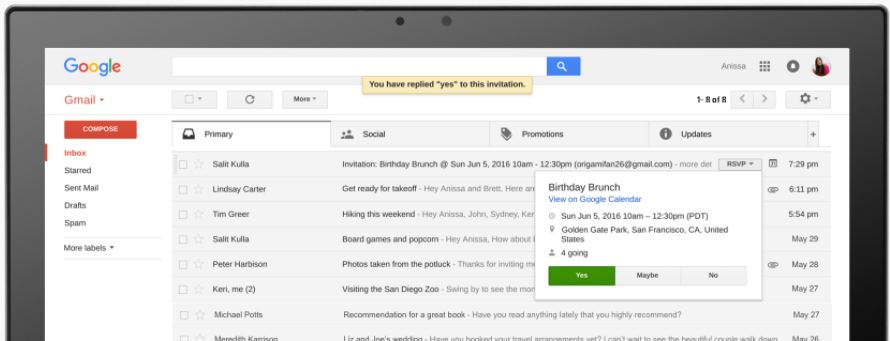 Google
Anissa
You have replied "yes" to this invitation.
Gmail
More
1-8 of 8
COMPOSE
Primary
Social
Promotions
Updates
+
Inbox
Starred
Sent Mail
Drafts
Spam
More labels
Salit Kulla Invitation: Birthday Brunch @ Sun Jun 5, 2016 10am - 12:30pm (origamifan26@gmail.com) - more det RSVP 7:29 pm
Lindsay Carter Get ready for takeoff - Hey Anissa and Brett, Here are 6:11 pm
Tim Greer Hiking this weekend - Hey Anissa, John, Sydney, Ker 5:54 pm
Salit Kulla Board games and popcorn - Hey Anissa, How about May 29
Peter Harbison Photos taken from the potluck - Thanks for inviting me May 28
Keri, me (2) Visiting the San Diego Zoo - Swing by to see the mor May 27
Michael Potts Recommendation for a great book - Have you read anything lately that you highly recommend? May 27
Meredith Karrison Liz and Joe's wedding - Have you booked your travel arrangements yet? I can't wait to see the beautiful couple walk down May 26
Birthday Brunch
View on Google Calendar
Sun Jun 5, 2016 10am – 12:30pm (PDT)
Golden Gate Park, San Francisco, CA, United
States
4 going
Yes
Maybe
No